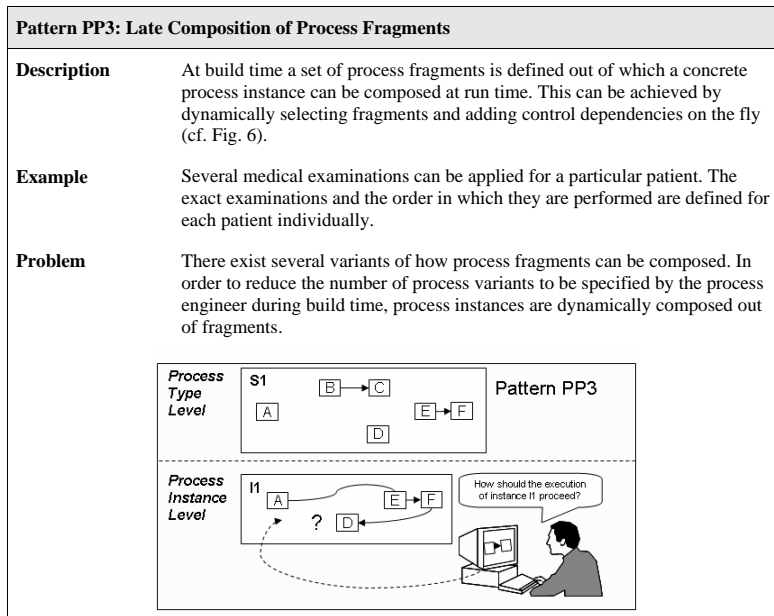 Pattern PP3: Late Composition of Process Fragments
Description
At build time a set of process fragments is defined out of which a concrete
process instance can be composed at run time. This can be achieved by
dynamically selecting fragments and adding control dependencies on the fly
(cf. Fig. 6).
Example
Several medical examinations can be applied for a particular patient. The
exact examinations and the order in which they are performed are defined for
each patient individually.
Problem
There exist several variants of how process fragments can be composed. In
order to reduce the number of process variants to be specified by the process
engineer during build time, process instances are dynamically composed out
of fragments.
Process
Type
Level
S1
A
B
C
D
E
F
Pattern PP3
Process
Instance
Level
I1
A
E
F
?
D
How should the execution
of instance I1 proceed?